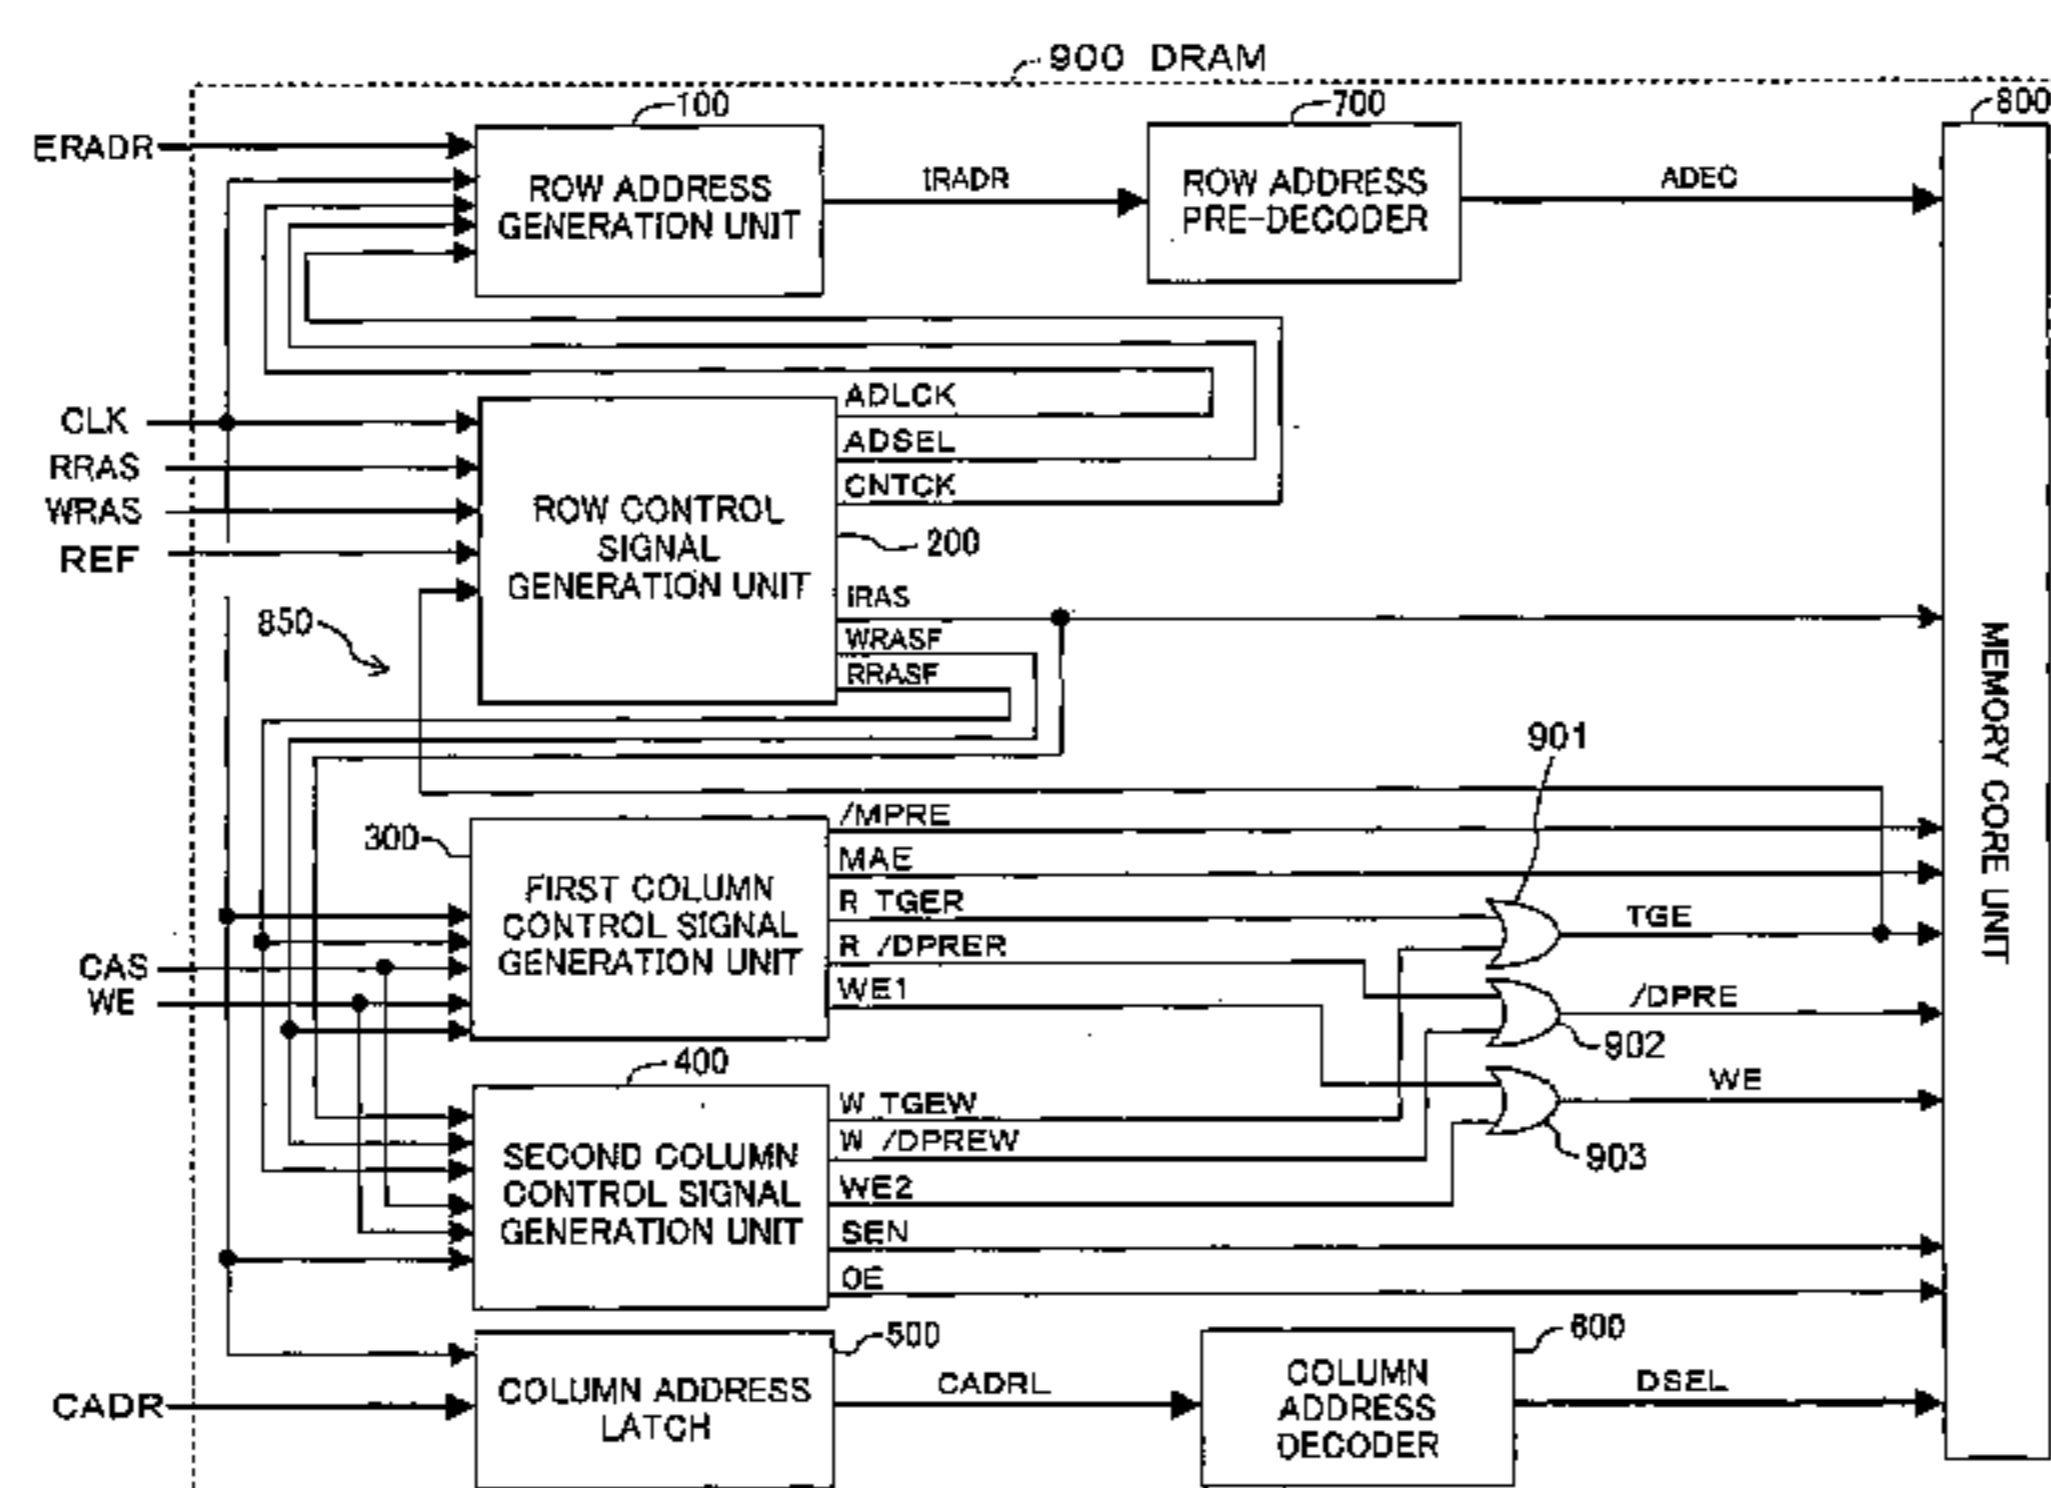 900 DRAM
100
700
800
ERADR
ROW ADDRESS
GENERATION UNIT
IRADR
ROW ADDRESS
PRE-DECODER
ADEC
CLK
RRAS
WRAS
REF
ADLCK
ADSEL
CNTCK
ROW CONTROL
SIGNAL
GENERATION UNIT
200
IRAS
WRASF
RRASF
850
MEMORY CORE UNIT
901
300
/MPRE
MAE
R TGER
R /DPRER
WE1
FIRST COLUMN
CONTROL SIGNAL
GENERATION UNIT
TGE
CAS
WE
/DPRE
902
400
WE
903
W TGEW
W /DPREW
WE2
SEN
OE
SECOND COLUMN
CONTROL SIGNAL
GENERATION UNIT
500
600
CADR
COLUMN ADDRESS
LATCH
CADRL
COLUMN
ADDRESS
DECODER
DSEL